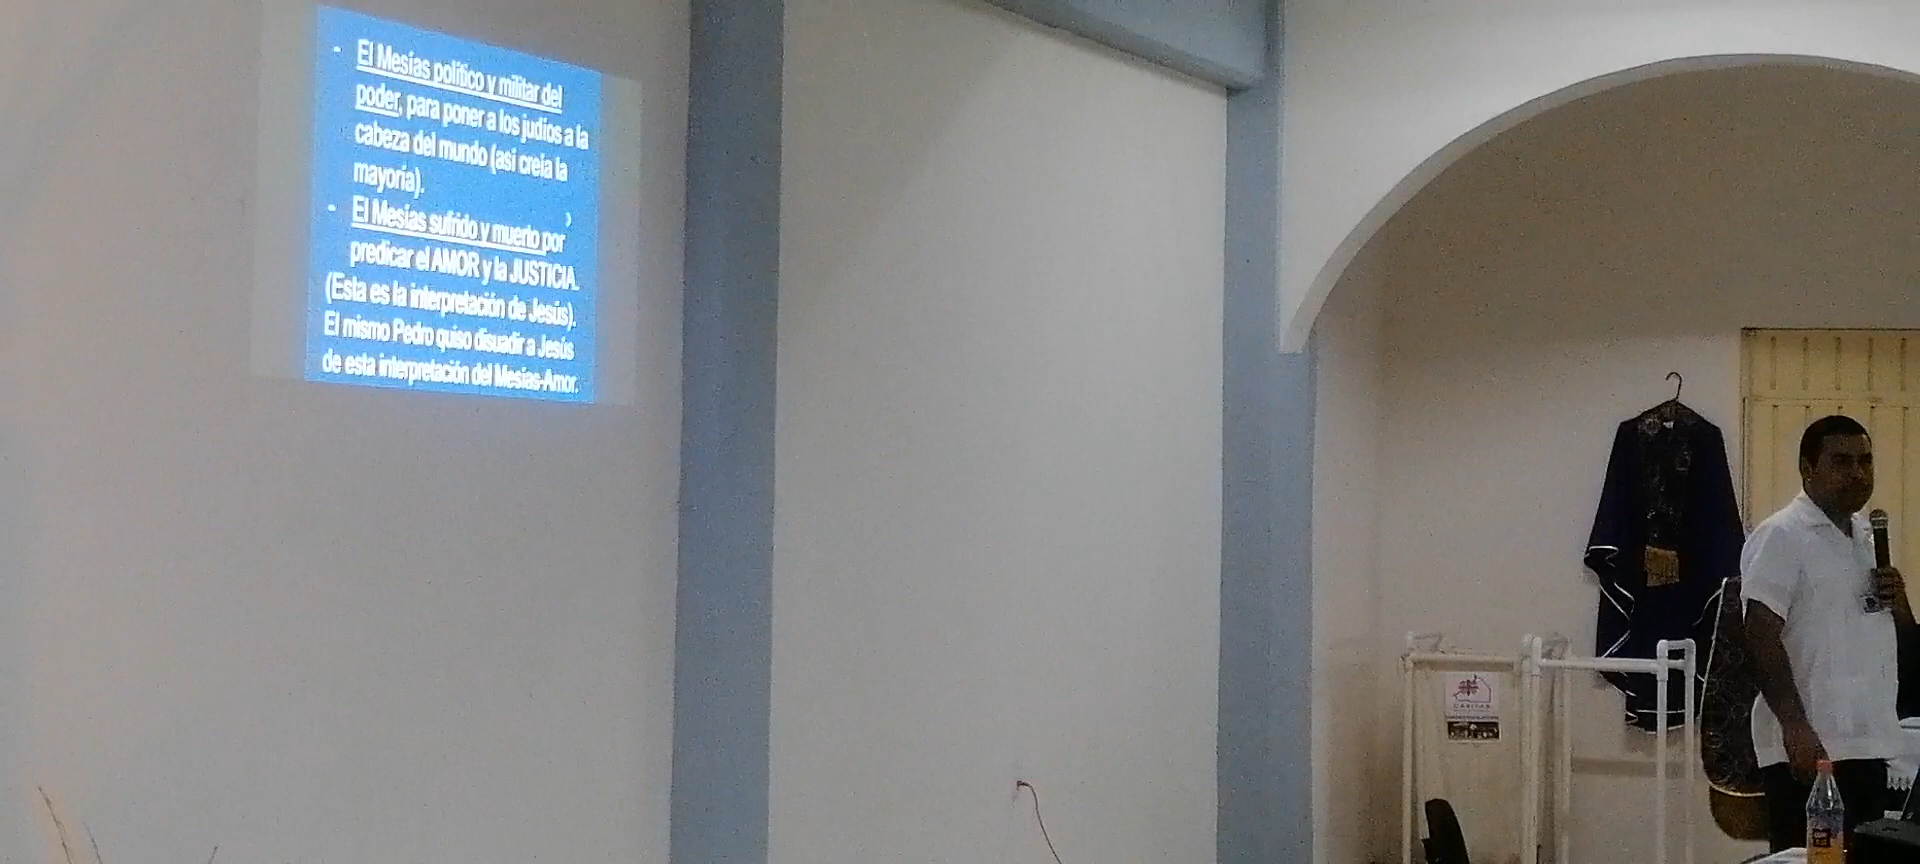 - El Mesías político y militar del
poder, para poner a los judíos a la
cabeza del mundo (así creía la
mayoría).
- El Mesías sufrido y muerto por
predicar el AMOR y la JUSTICIA.
(Esta es la interpretación de Jesús).
El mismo Pedro quiso disuadir a Jesús
de esta interpretación del Mesías-Amor.
CARITAS